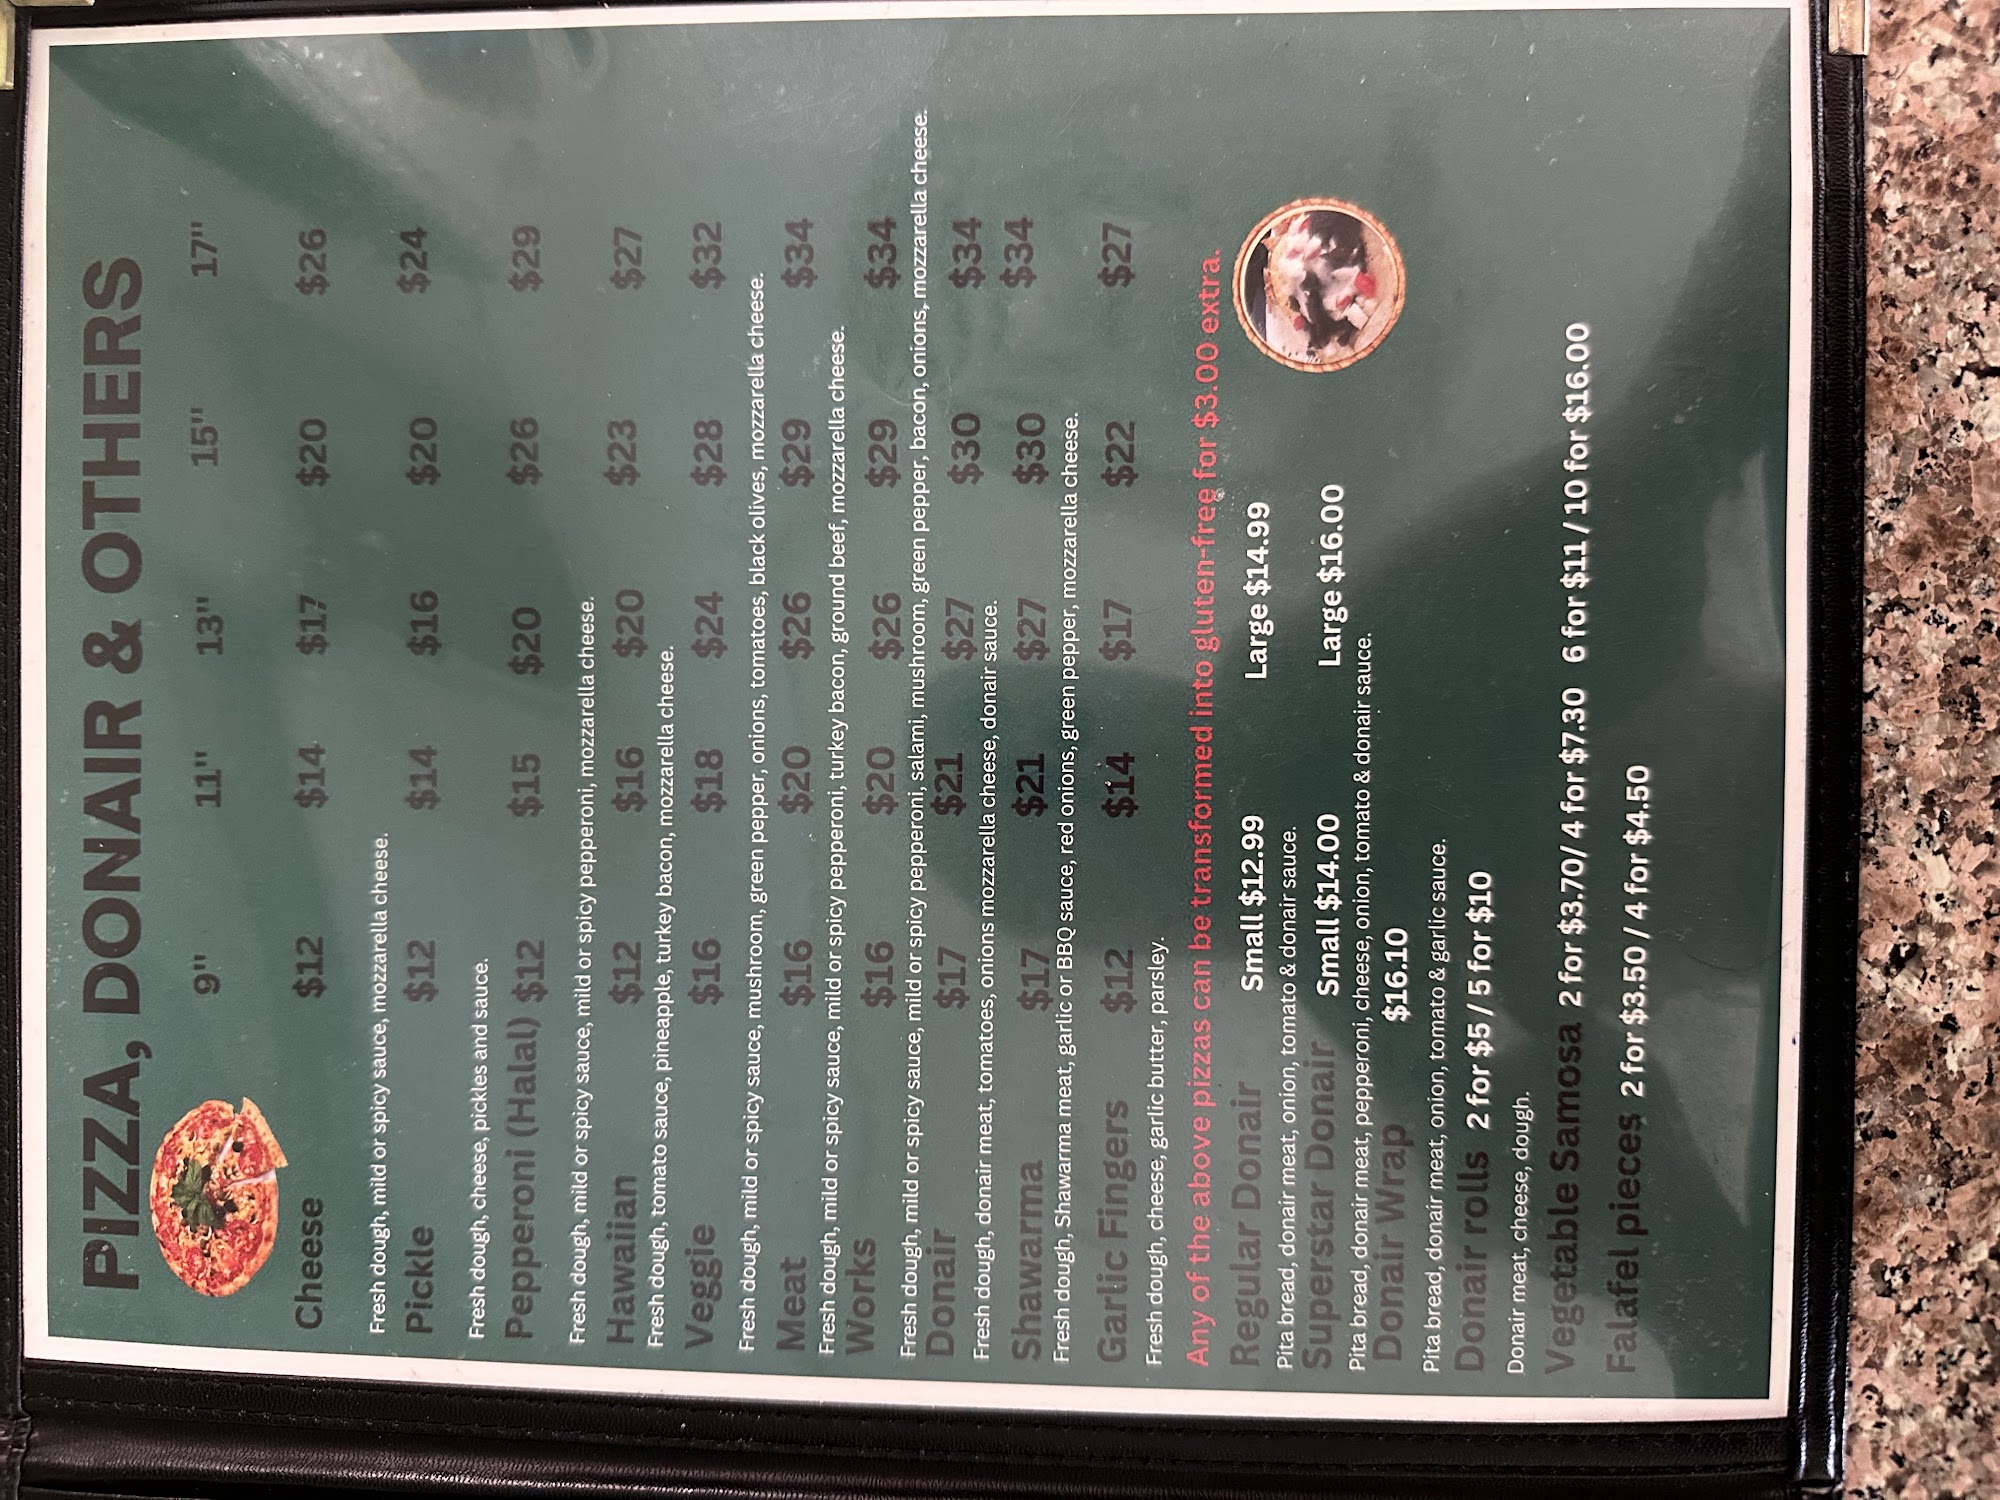 PIZZA, DONAIR & OTHERS
9" 11" 13" 15" 17"
Cheese $12 $14 $17 $20 $26
Fresh dough, mild or spicy sauce, mozzarella cheese.
Pickle $12 $14 $16 $20 $24
Fresh dough, cheese, pickles and sauce.
Pepperoni (Halal) $12 $15 $20 $26 $29
Fresh dough, mild or spicy sauce, mild or spicy pepperoni, mozzarella cheese.
Hawaiian $12 $16 $20 $23 $27
Fresh dough, tomato sauce, pineapple, turkey bacon, mozzarella cheese.
Veggie $16 $18 $24 $28 $32
Fresh dough, mild or spicy sauce, mushroom, green pepper, onions, tomatoes, black olives, mozzarella cheese.
Meat $16 $20 $26 $29 $34
Fresh dough, mild or spicy sauce, mild or spicy pepperoni, turkey bacon, ground beef, mozzarella cheese.
Works $16 $20 $26 $29 $34
Fresh dough, mild or spicy sauce, mild or spicy pepperoni, salami, mushroom, green pepper, bacon, onions, mozzarella cheese.
Donair $17 $21 $27 $30 $34
Fresh dough, donair meat, tomatoes, onions mozzarella cheese, donair sauce.
Shawarma $17 $21 $27 $30 $34
Fresh dough, Shawarma meat, garlic or BBQ sauce, red onions, green pepper, mozzarella cheese.
Garlic Fingers $12 $14 $17 $22 $27
Fresh dough, cheese, garlic butter, parsley.
Any of the above pizzas can be transformed into gluten-free for $3.00 extra.
Regular Donair Small $12.99 Large $14.99
Pita bread, donair meat, onion, tomato & donair sauce.
Superstar Donair Small $14.00 Large $16.00
Pita bread, donair meat, pepperoni, cheese, onion, tomato & donair sauce.
Donair Wrap $16.10
Pita bread, donair meat, onion, tomato & garlic sauce.
Donair rolls 2 for $5 / 5 for $10
Donair meat, cheese, dough.
Vegetable Samosa 2 for $3.70/ 4 for $7.30 6 for $11 / 10 for $16.00
Falafel pieces 2 for $3.50 / 4 for $4.50